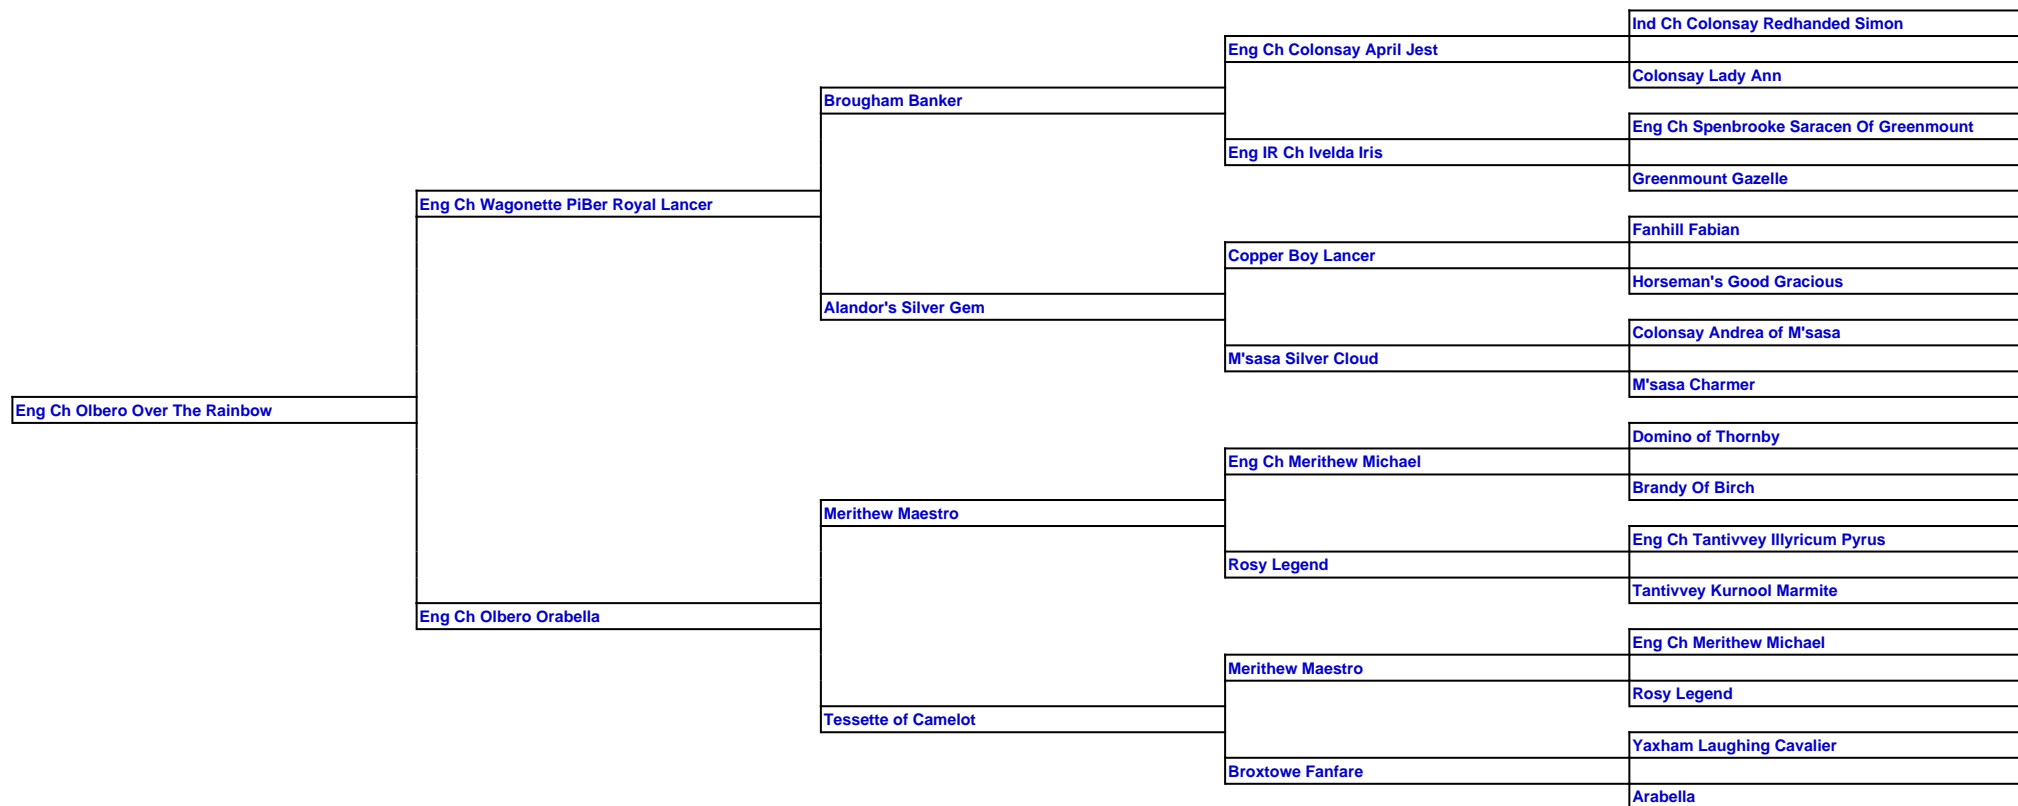 Ind Ch Colonsay Redhanded Simon
Eng Ch Colonsay April Jest
Colonsay Lady Ann
Brougham Banker
Eng Ch Spenbrooke Saracen Of Greenmount
Eng IR Ch Ivelda Iris
Greenmount Gazelle
Eng Ch Wagonette PiBer Royal Lancer
Fanhill Fabian
Copper Boy Lancer
Horseman's Good Gracious
Alandor's Silver Gem
Colonsay Andrea of M'sasa
M'sasa Silver Cloud
M'sasa Charmer
Eng Ch Olbero Over The Rainbow
Domino of Thornby
Eng Ch Merithew Michael
Brandy Of Birch
Merithew Maestro
Eng Ch Tantivvey Illyricum Pyrus
Rosy Legend
Tantivvey Kurnool Marmite
Eng Ch Olbero Orabella
Eng Ch Merithew Michael
Merithew Maestro
Rosy Legend
Tessette of Camelot
Yaxham Laughing Cavalier
Broxtowe Fanfare
Arabella